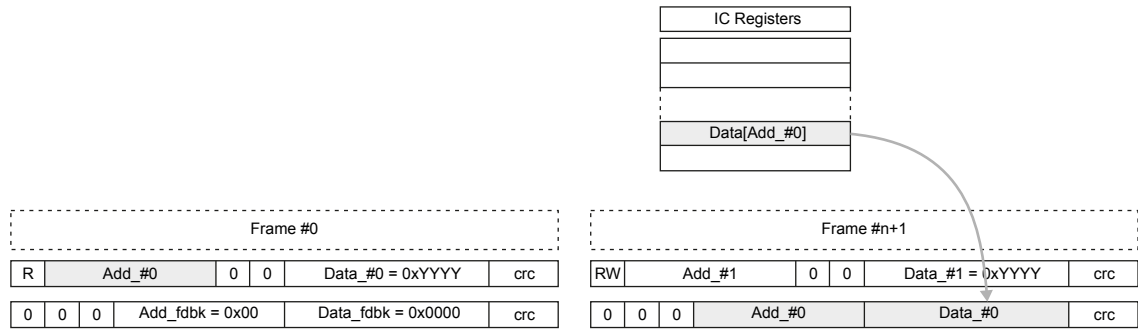 IC Registers
Data[Add_#0]
Frame #0
Frame #n+1
R Add_#0 0 0 Data_#0 = 0xYYYY crc
RW Add_#1 0 0 Data_#1 = 0xYYYY crc
0 0 0 Add_fdbk = 0x00 Data_fdbk = 0x0000 crc
0 0 0 Add_#0 Data_#0 crc